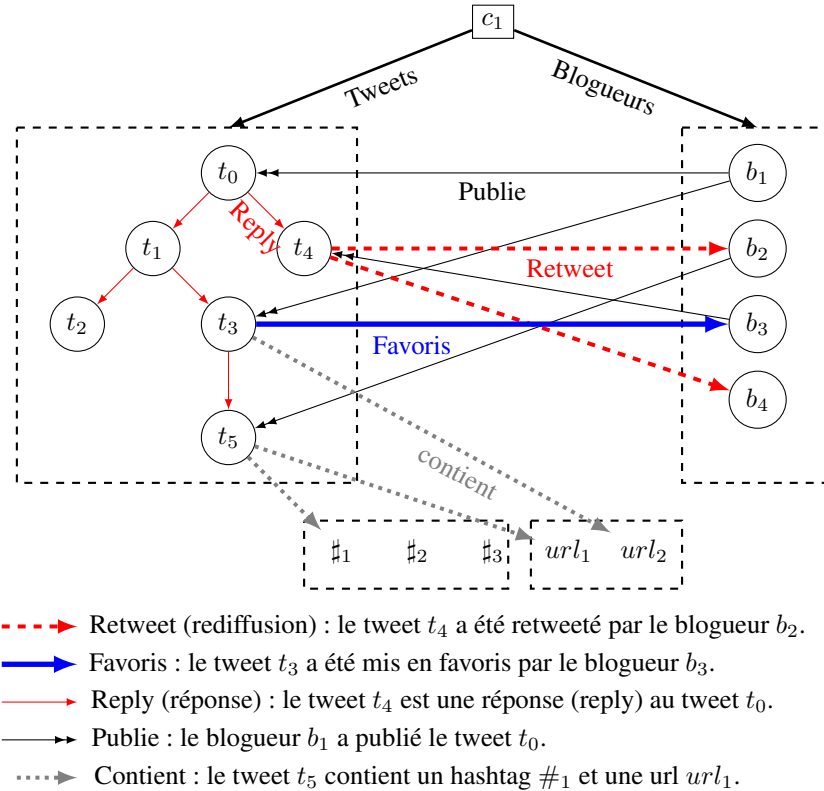 c1
Tweets Blogueurs
t0 b1
Publie
Reply
t1 t4 b2
Retweet
t2 t3 b3
Favoris
b4
t5
contient
♯1 ♯2 ♯3 url1 url2
Retweet (rediffusion) : le tweet t4 a été retweeté par le blogueur b2.
Favoris : le tweet t3 a été mis en favoris par le blogueur b3.
Reply (réponse) : le tweet t4 est une réponse (reply) au tweet t0.
Publie : le blogueur b1 a publié le tweet t0.
Contient : le tweet t5 contient un hashtag #1 et une url url1.